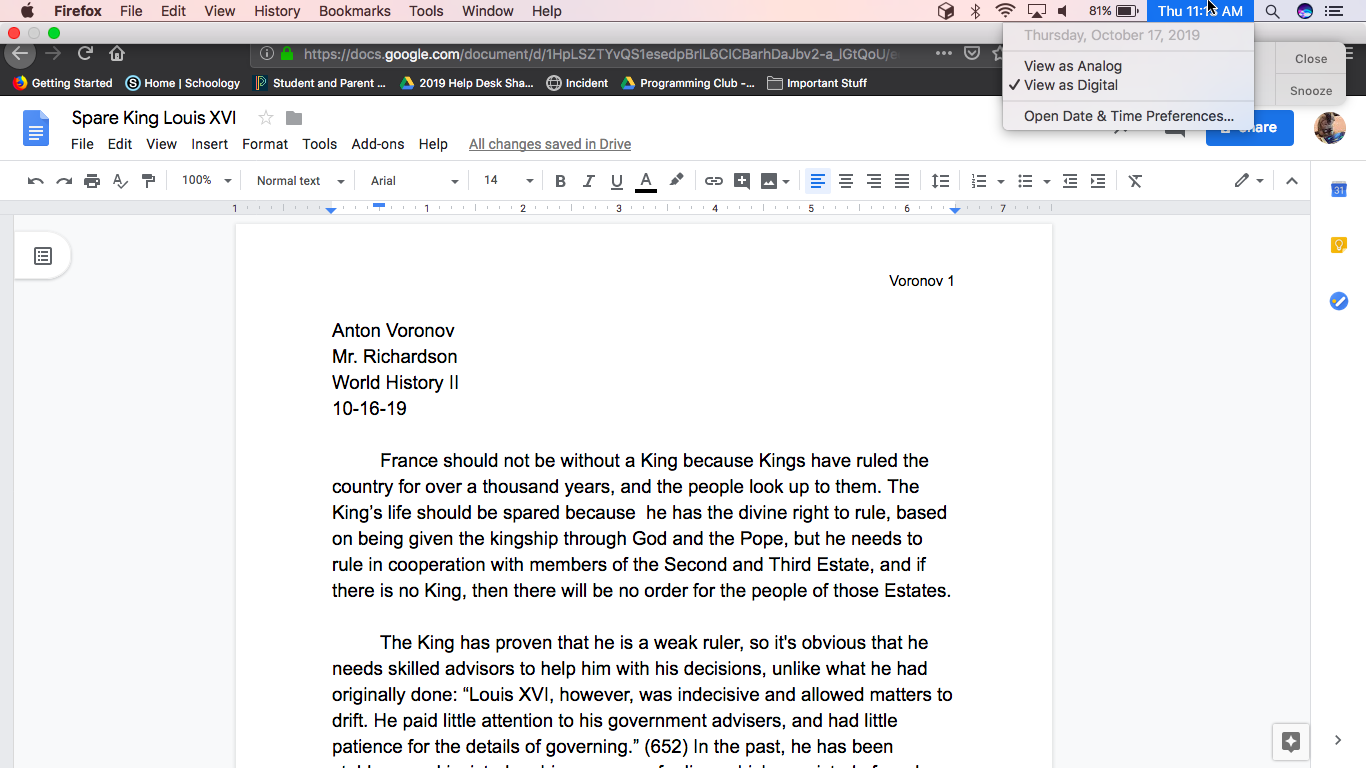 Firefox File Edit View History Bookmarks Tools Window Help 81% Thu 11:13 AM
Thursday, October 17, 2019
View as Analog
✓ View as Digital
Open Date & Time Preferences...
Close
Snooze
https://docs.google.com/document/d/
Getting Started Home | Schoology Student and Parent ... 2019 Help Desk Sha... Incident Programming Club -... Important Stuff
Spare King Louis XVI
File Edit View Insert Format Tools Add-ons Help All changes saved in Drive
Share
100% Normal text Arial 14 B I U A
1 1 2 3 4 5 6 7
31
Voronov 1
Anton Voronov
Mr. Richardson
World History II
10-16-19
France should not be without a King because Kings have ruled the
country for over a thousand years, and the people look up to them. The
King’s life should be spared because  he has the divine right to rule, based
on being given the kingship through God and the Pope, but he needs to
rule in cooperation with members of the Second and Third Estate, and if
there is no King, then there will be no order for the people of those Estates.
The King has proven that he is a weak ruler, so it's obvious that he
needs skilled advisors to help him with his decisions, unlike what he had
originally done: “Louis XVI, however, was indecisive and allowed matters to
drift. He paid little attention to his government advisers, and had little
patience for the details of governing.” (652) In the past, he has been